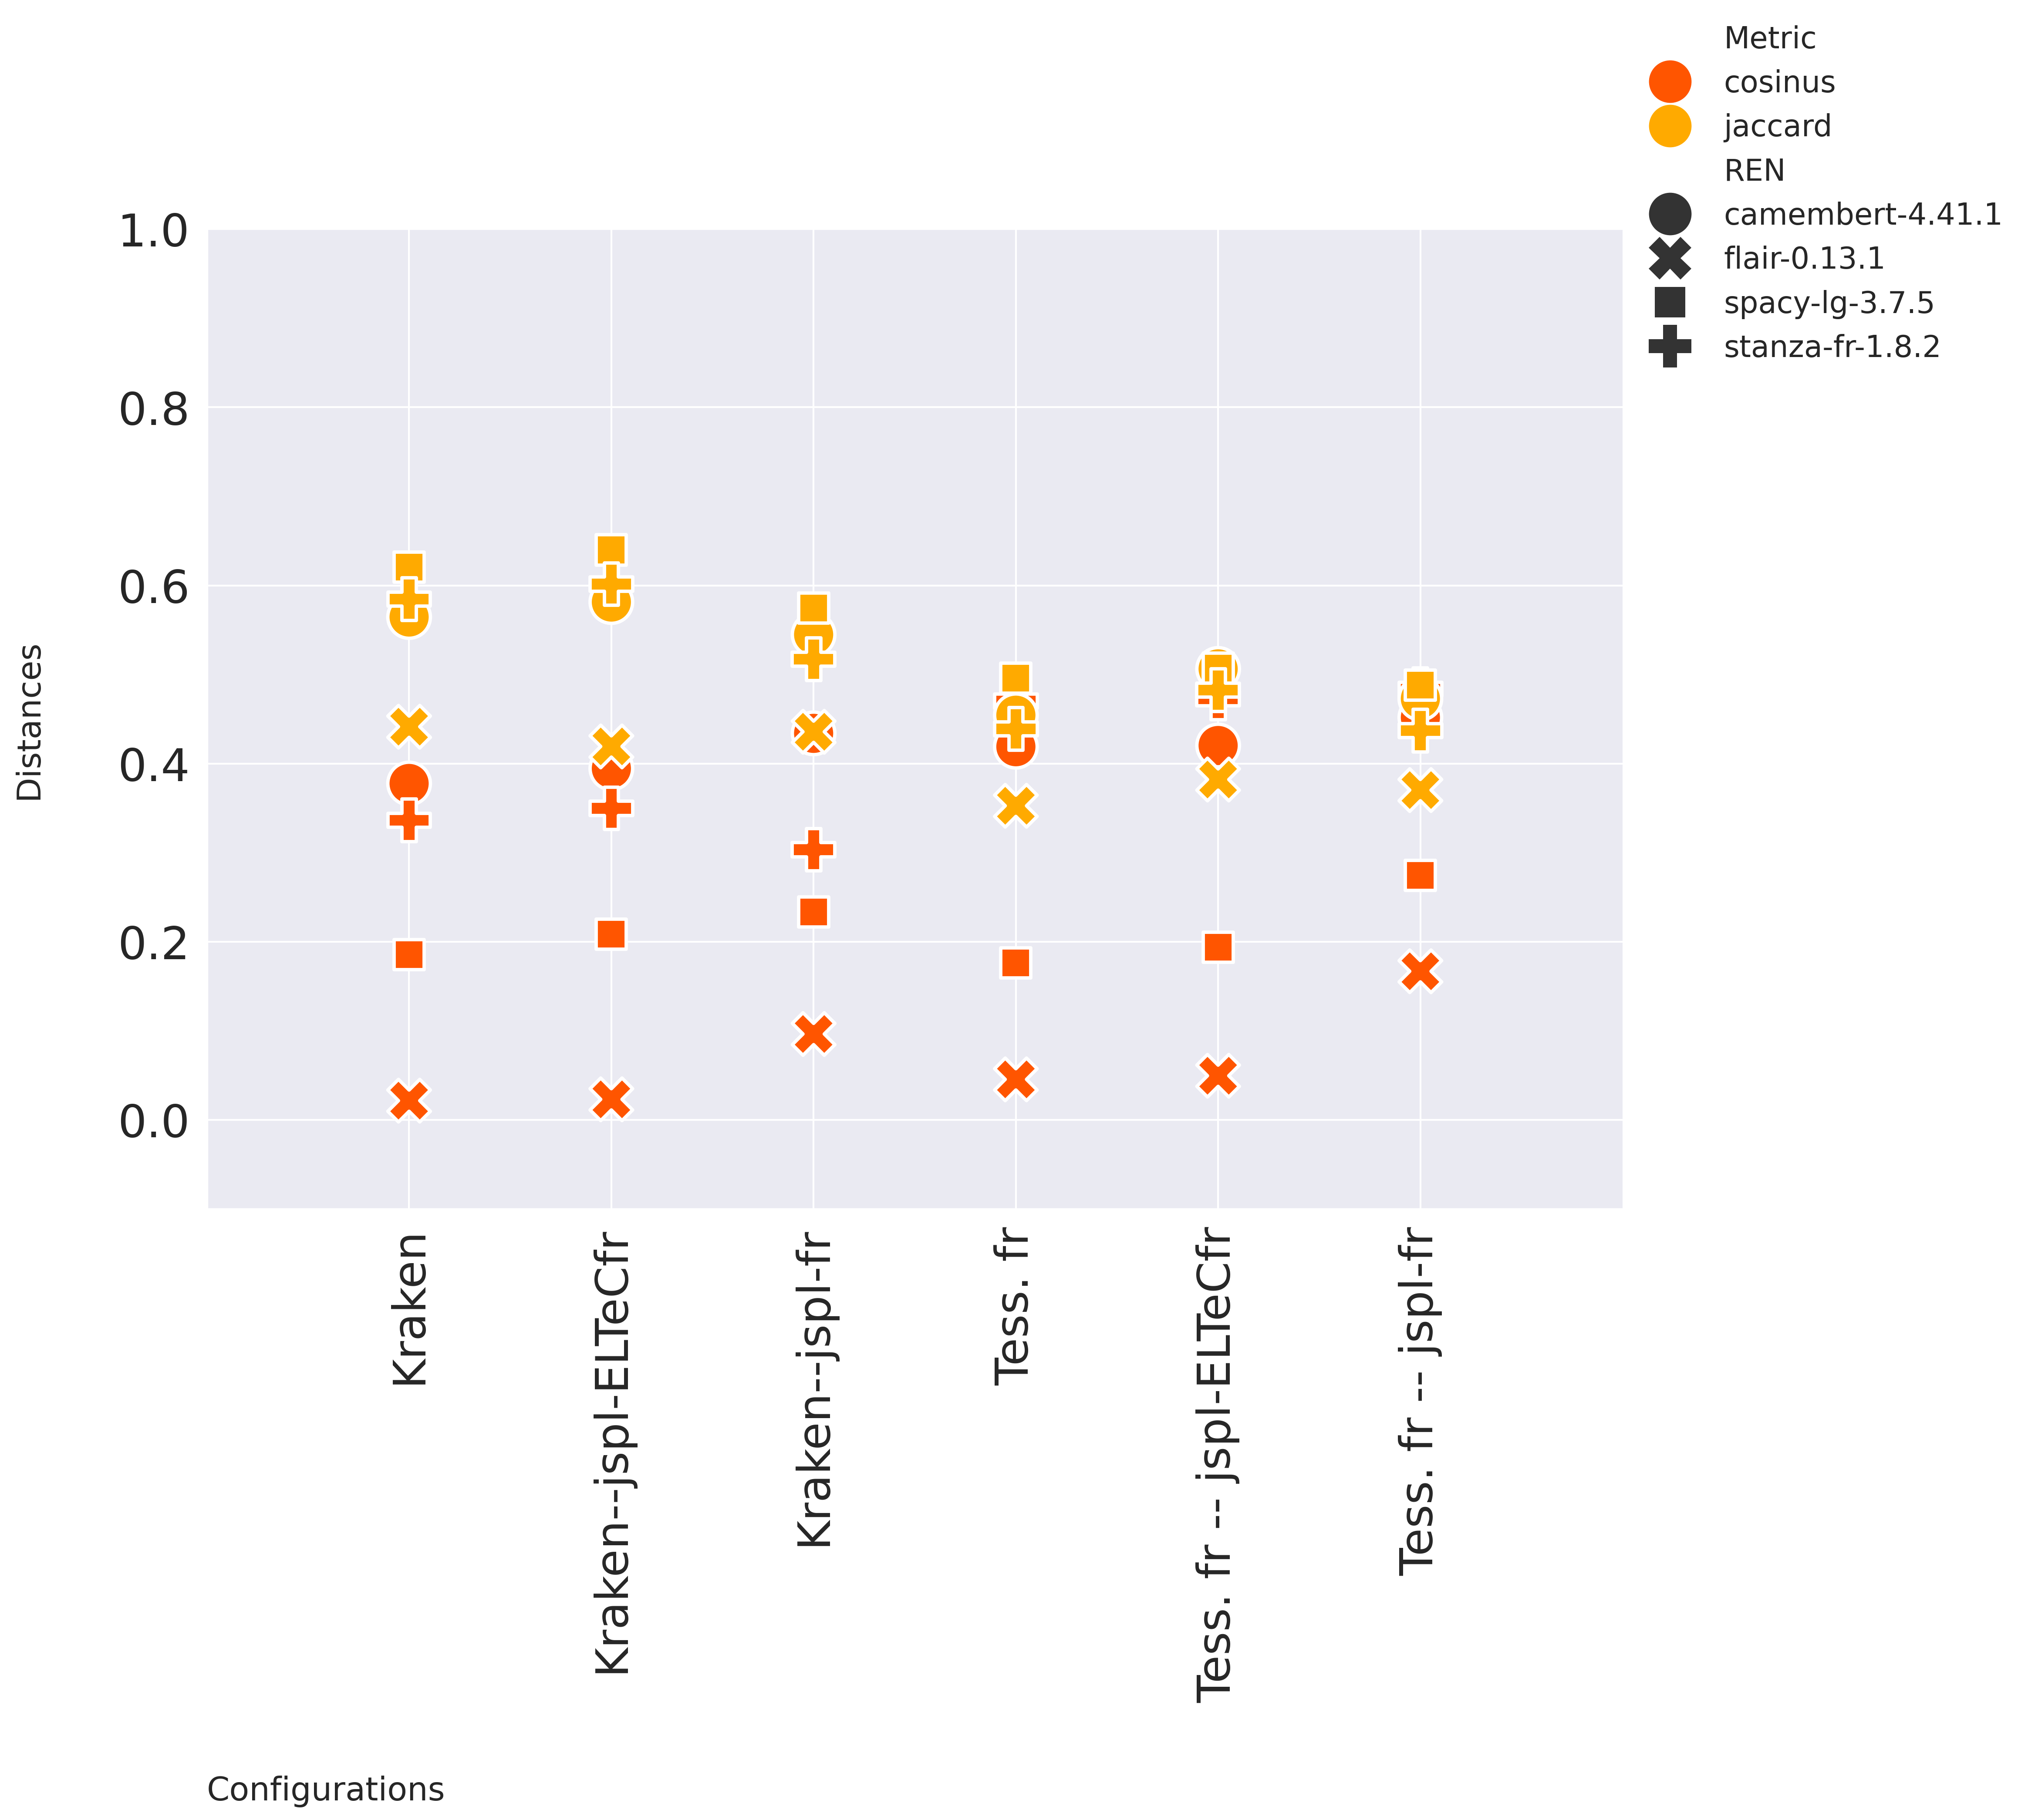 Metric
cosinus
jaccard
REN
camembert-4.41.1
flair-0.13.1
spacy-lg-3.7.5
stanza-fr-1.8.2
1.0
0.8
0.6
0.4
0.2
0.0
Distances
Kraken
Kraken--jspl-ELTeCfr
Kraken--jspl-fr
Tess. fr
Tess. fr -- jspl-ELTeCfr
Tess. fr -- jspl-fr
Configurations